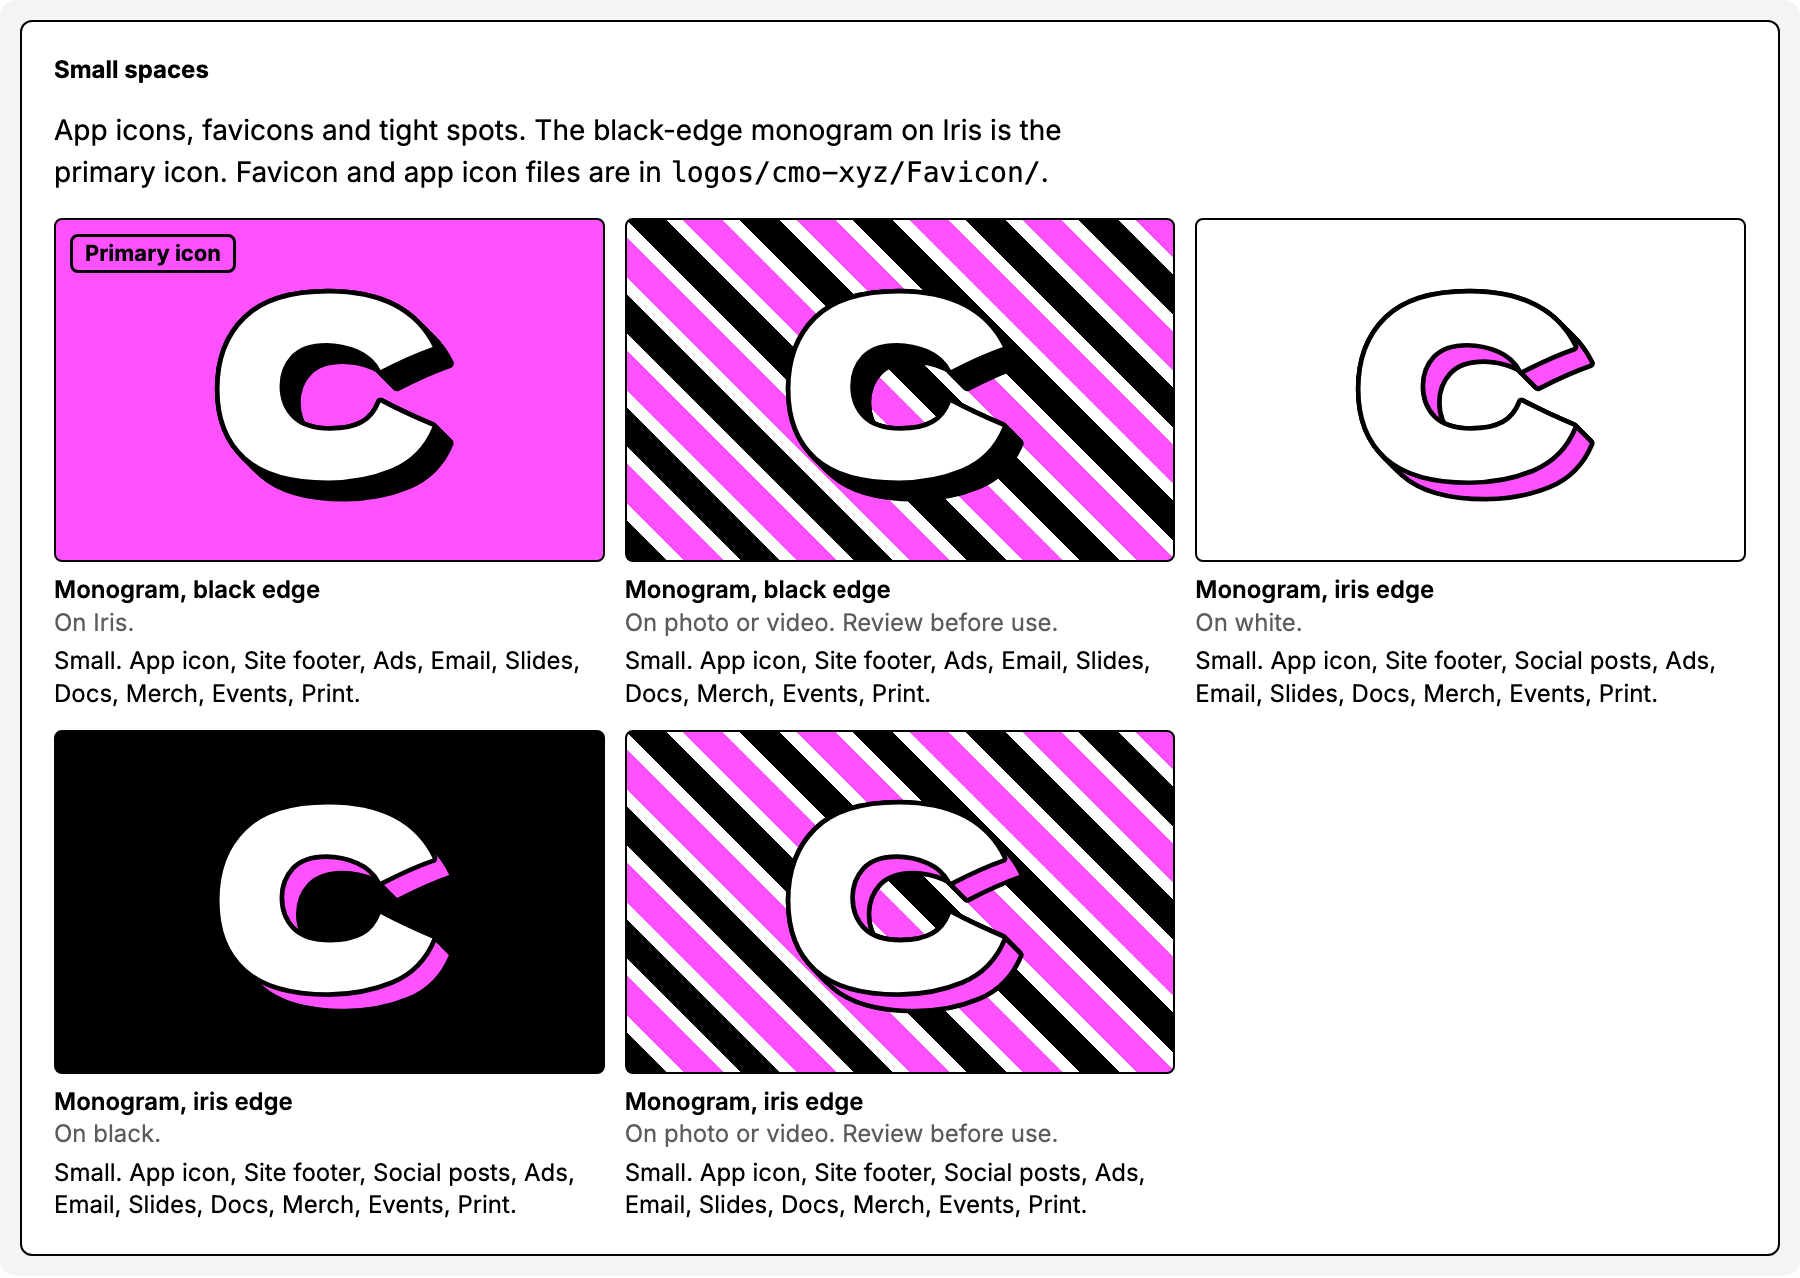 Small spaces
App icons, favicons and tight spots. The black-edge monogram on Iris is the
primary icon. Favicon and app icon files are in logos/cmo-xyz/Favicon/.
Primary icon
C
C
C
Monogram, black edge
On Iris.
Small. App icon, Site footer, Ads, Email, Slides,
Docs, Merch, Events, Print.
Monogram, black edge
On photo or video. Review before use.
Small. App icon, Site footer, Ads, Email, Slides,
Docs, Merch, Events, Print.
Monogram, iris edge
On white.
Small. App icon, Site footer, Social posts, Ads,
Email, Slides, Docs, Merch, Events, Print.
C
C
Monogram, iris edge
On black.
Small. App icon, Site footer, Social posts, Ads,
Email, Slides, Docs, Merch, Events, Print.
Monogram, iris edge
On photo or video. Review before use.
Small. App icon, Site footer, Social posts, Ads,
Email, Slides, Docs, Merch, Events, Print.